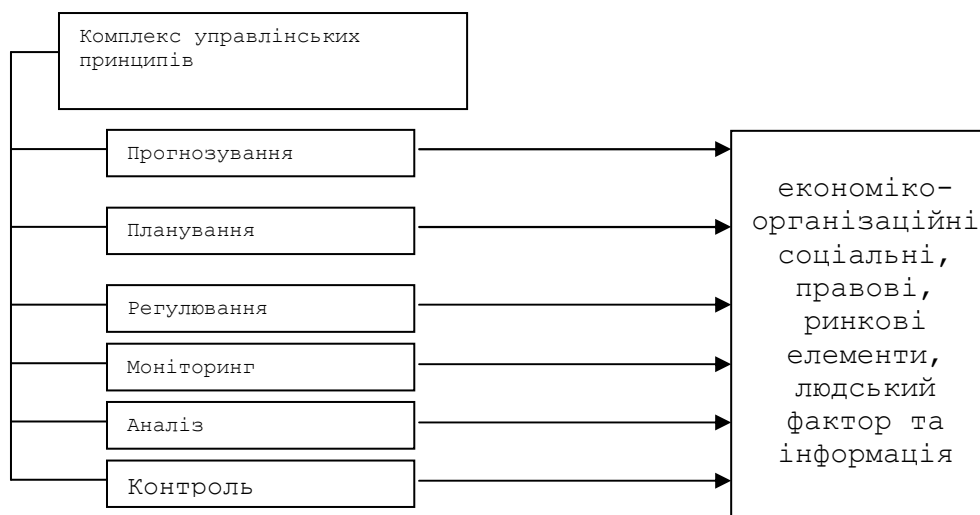 Комплекс управлінських
принципів
Прогнозування
Планування
Регулювання
Моніторинг
Аналіз
Контроль
економіко-
організаційні
соціальні,
правові,
ринкові
елементи,
людський
фактор та
інформація